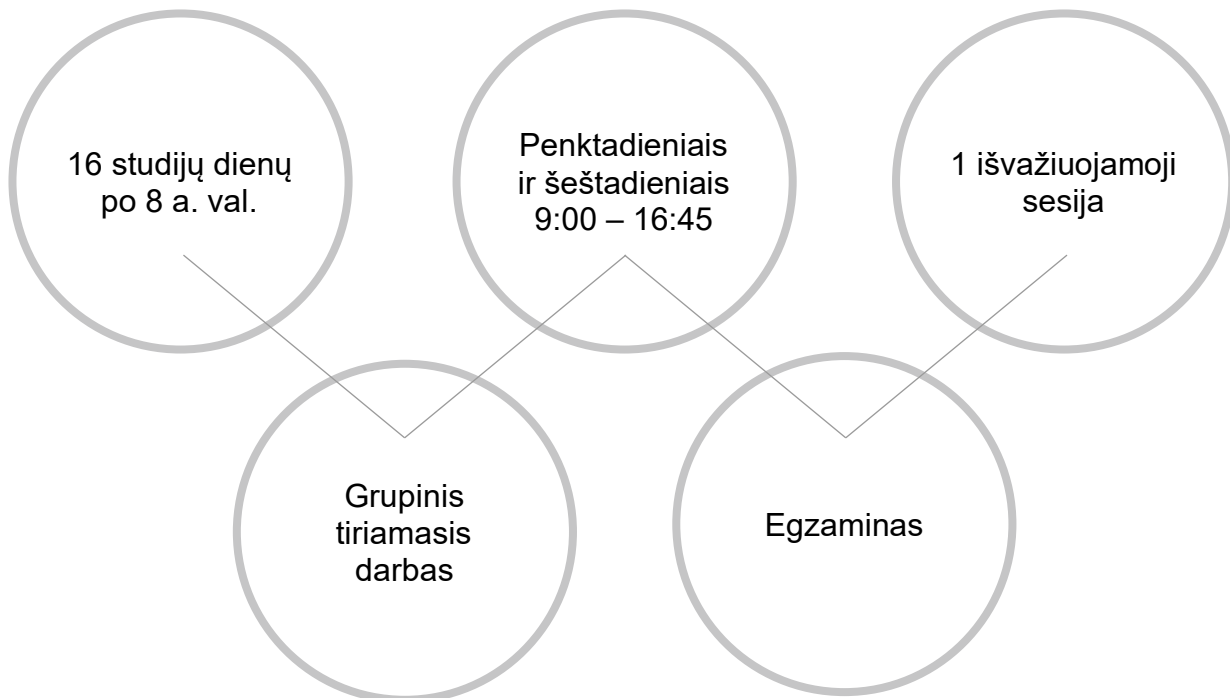 16 studijų dienų
po 8 a. val.
Penktadieniais
ir šeštadieniais
9:00 – 16:45
1 išvažiuojamoji
sesija
Grupinis
tiriamasis
darbas
Egzaminas